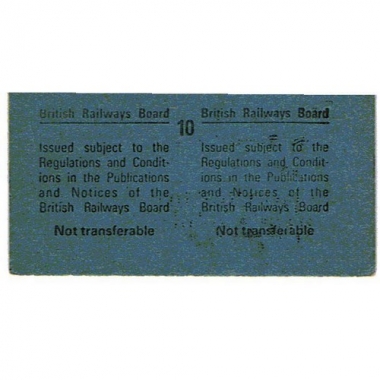 British Railways Board
Issued subject to the
Regulations and Condit-
ions in the Publications
and Notices of the
British Railways Board
Not transferable
10
British Railways Board
Issued subject to the
Regulations and Condit-
ions in the Publications
and Notices of the
British Railways Board
Not transferable